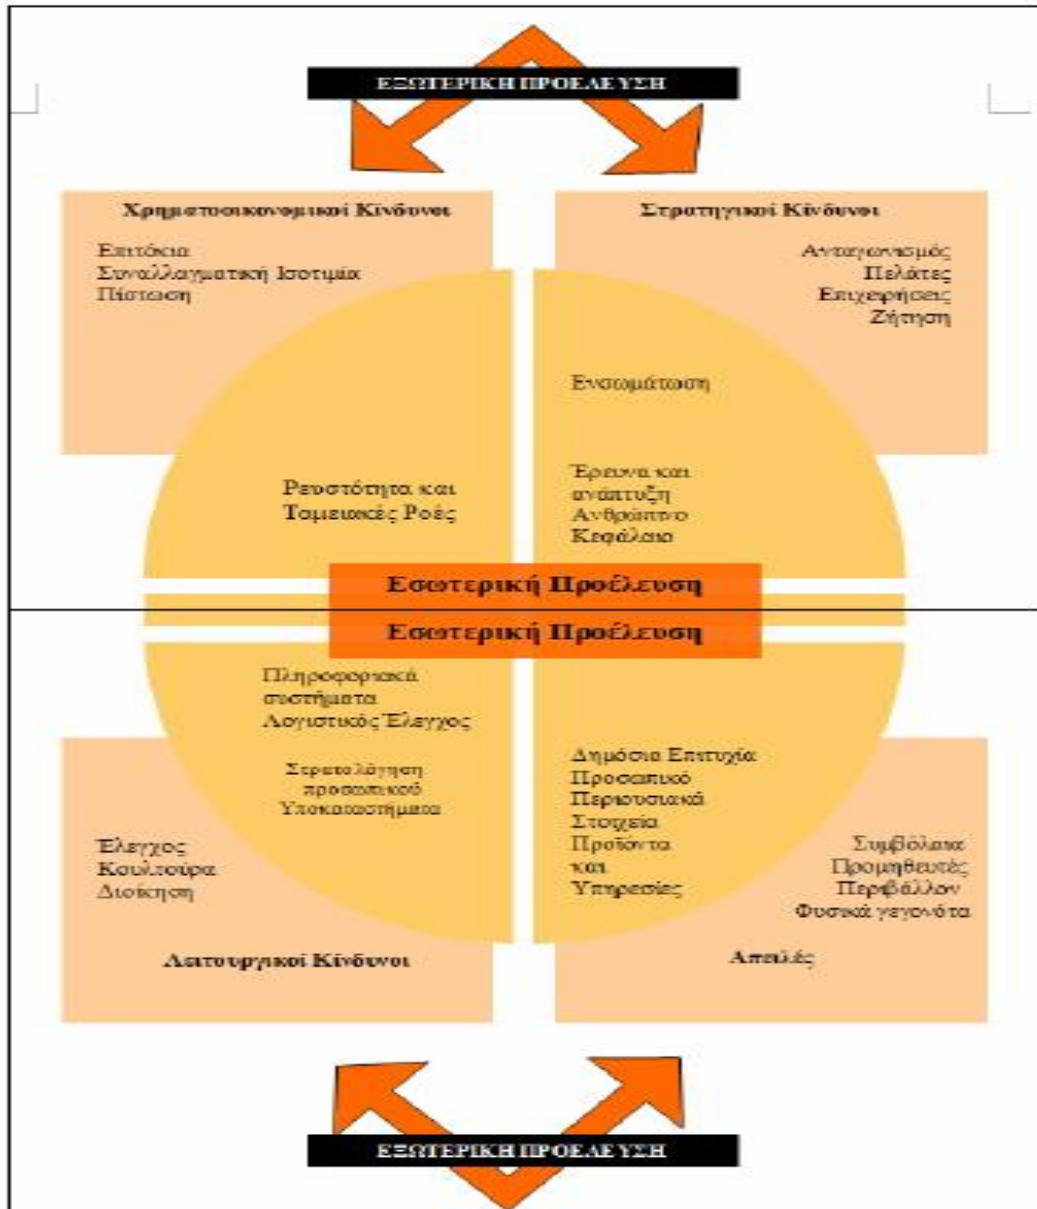 ΕΞΩΤΕΡΙΚΗ ΠΡΟΕΛΕΥΣΗ
Χρηματοοικονομικοί Κίνδυνοι
Επιτόκια
Συναλλαγματική Ισοτιμία
Πίστωση
Στρατηγικοί Κίνδυνοι
Ανταγωνισμός
Πελάτες
Επιχειρήσεις
Ζήτηση
Ρευστότητα και
Ταμειακές Ροές
Ενσωμάτωση
Έρευνα και
ανάπτυξη
Ανθρώπινο
Κεφάλαιο
Εσωτερική Προέλευση
Εσωτερική Προέλευση
Πληροφοριακά
συστήματα
Λογιστικός Έλεγχος
Στρατολόγηση
προσωπικού
Υποκαταστήματα
Δημόσια Επιτυχία
Προσωπικό
Περιουσιακά
Στοιχεία
Προϊόντα
και
Υπηρεσίες
Έλεγχος
Κουλτούρα
Διοίκηση
Λειτουργικοί Κίνδυνοι
Συμβόλαια
Προμηθευτές
Περιβάλλον
Φυσικά γεγονότα
Απειλές
ΕΞΩΤΕΡΙΚΗ ΠΡΟΕΛΕΥΣΗ